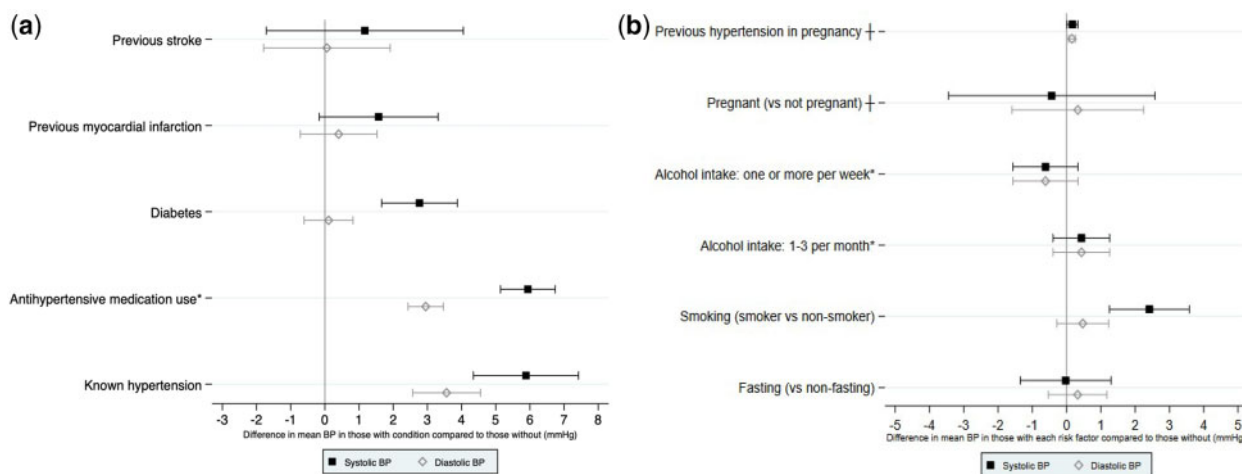 (a)
Previous stroke
Previous myocardial infarction
Diabetes
Antihypertensive medication use*
Known hypertension
-3 -2 -1 0 1 2 3 4 5 6 7 8
Difference in mean BP in those with condition compared to those without (mmHg)
Systolic BP Diastolic BP
(b)
Previous hypertension in pregnancy ┼
Pregnant (vs not pregnant) ┼
Alcohol intake: one or more per week*
Alcohol intake: 1-3 per month*
Smoking (smoker vs non-smoker)
Fasting (vs non-fasting)
-5 -4 -3 -2 -1 0 1 2 3 4 5
Difference in mean BP in those with each risk factor compared to those without (mmHg)
Systolic BP Diastolic BP